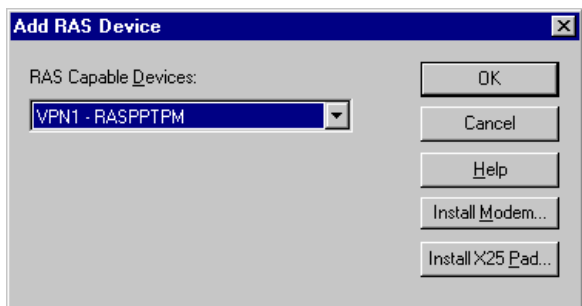 Add RAS Device
RAS Capable Devices:
VPN1 - RASPPTPM
OK
Cancel
Help
Install Modem...
Install X25 Pad...